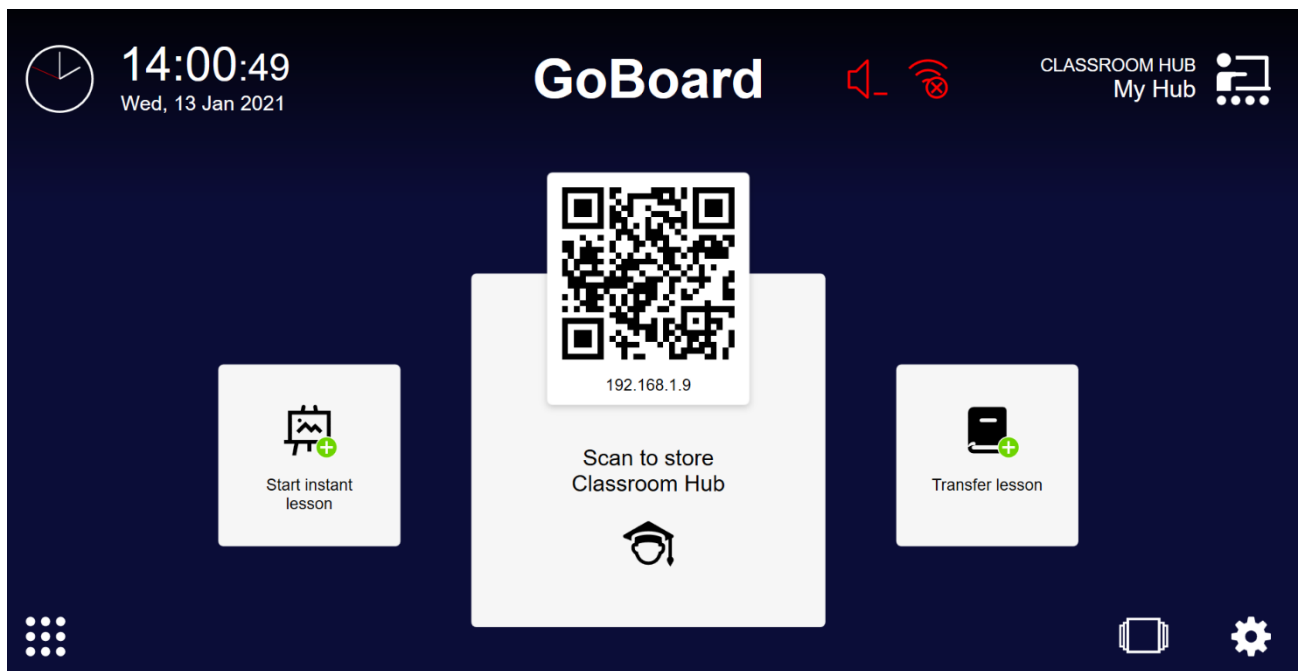 14:00:49
Wed, 13 Jan 2021
GoBoard
CLASSROOM HUB
My Hub
192.168.1.9
Scan to store
Classroom Hub
Start instant
lesson
Transfer lesson